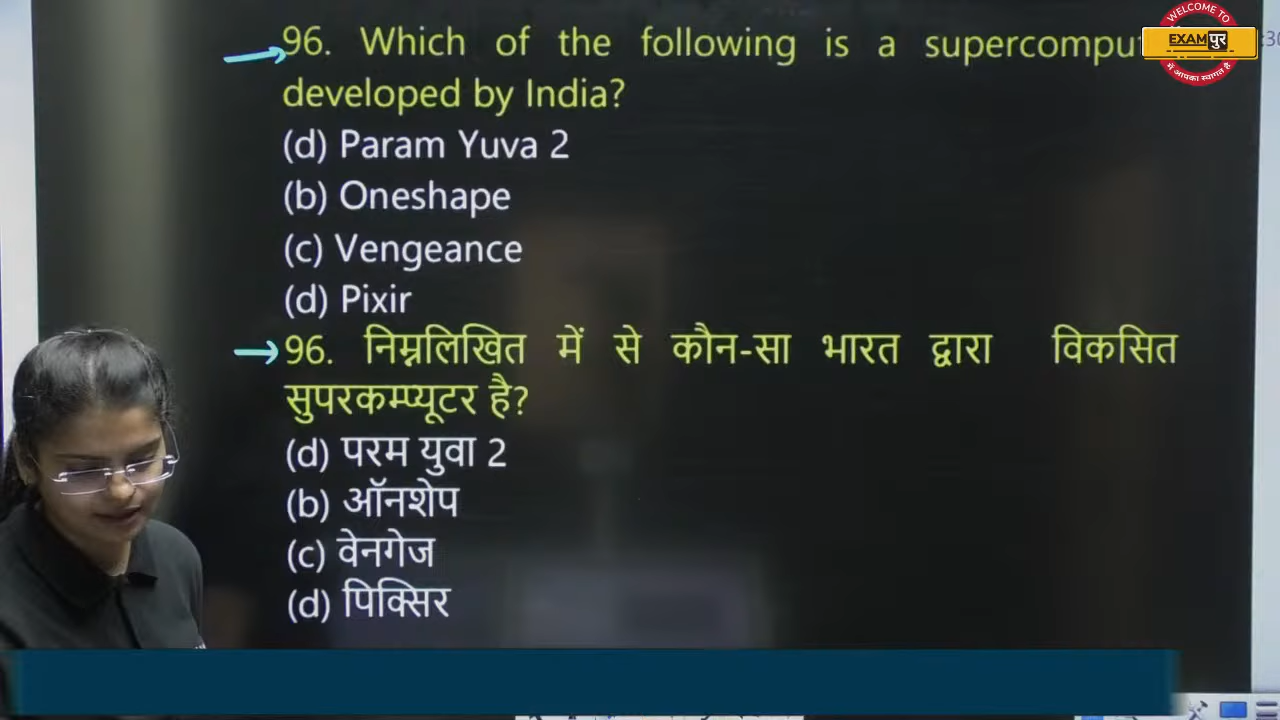 WELCOME TO
EXAMपुर
में आपका स्वागत है
96. Which of the following is a
developed by India?
(d) Param Yuva 2
(b) Oneshape
(c) Vengeance
(d) Pixir
96. निम्नलिखित में से कौन-सा भारत द्वारा विकसित
सुपरकम्प्यूटर है?
(d) परम युवा 2
(b) ऑनशेप
(c) वेनगेज
(d) पिक्सिर